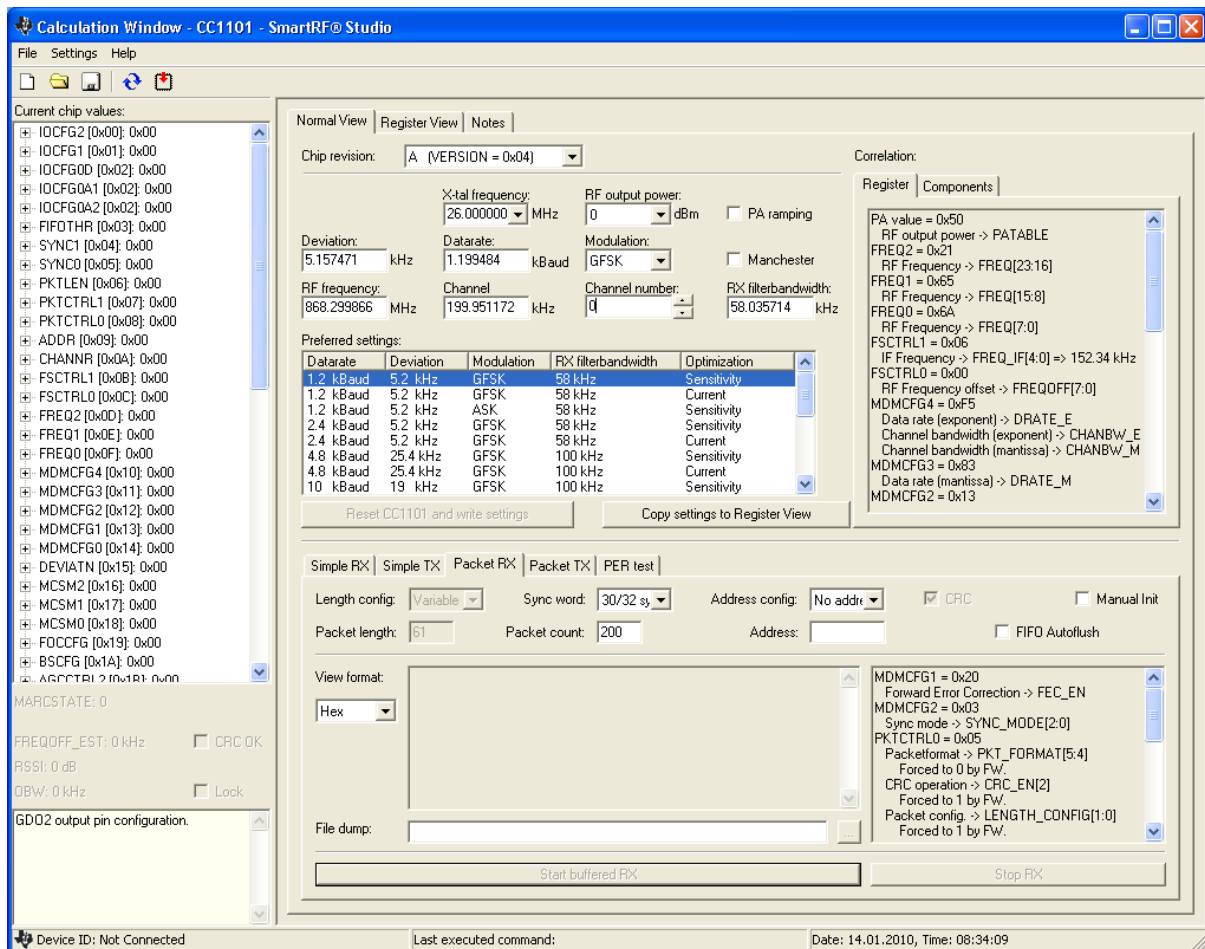 Calculation Window - CC1101 - SmartRF® Studio
File Settings Help
Current chip values:
IOCFG2 [0x00]: 0x00
IOCFG1 [0x01]: 0x00
IOCFG0D [0x02]: 0x00
IOCFG0A1 [0x02]: 0x00
IOCFG0A2 [0x02]: 0x00
FIFOTHR [0x03]: 0x00
SYNC1 [0x04]: 0x00
SYNC0 [0x05]: 0x00
PKTLEN [0x06]: 0x00
PKTCTRL1 [0x07]: 0x00
PKTCTRL0 [0x08]: 0x00
ADDR [0x09]: 0x00
CHANNR [0x0A]: 0x00
FSCTRL1 [0x0B]: 0x00
FSCTRL0 [0x0C]: 0x00
FREQ2 [0x0D]: 0x00
FREQ1 [0x0E]: 0x00
FREQ0 [0x0F]: 0x00
MDMCFG4 [0x10]: 0x00
MDMCFG3 [0x11]: 0x00
MDMCFG2 [0x12]: 0x00
MDMCFG1 [0x13]: 0x00
MDMCFG0 [0x14]: 0x00
DEVIATN [0x15]: 0x00
MCSM2 [0x16]: 0x00
MCSM1 [0x17]: 0x00
MCSM0 [0x18]: 0x00
FOCCFG [0x19]: 0x00
BSCFG [0x1A]: 0x00
AGCCTRL2 [0x1B]: 0x00
MARCSTATE: 0
FREQOFF_EST: 0 kHz CRC OK
RSSI: 0 dB
OBW: 0 kHz Lock
GDO2 output pin configuration.
Normal View Register View Notes
Chip revision: A (VERSION = 0x04)
X-tal frequency: RF output power:
26.000000 MHz 0 dBm PA ramping
Deviation: Datarate: Modulation:
5.157471 kHz 1.199484 kBaud GFSK Manchester
RF frequency: Channel Channel number: RX filterbandwidth:
868.299866 MHz 199.951172 kHz 0 58.035714 kHz
Preferred settings:
Datarate Deviation Modulation RX filterbandwidth Optimization
1.2 kBaud 5.2 kHz GFSK 58 kHz Sensitivity
1.2 kBaud 5.2 kHz GFSK 58 kHz Current
1.2 kBaud 5.2 kHz ASK 58 kHz Sensitivity
2.4 kBaud 5.2 kHz GFSK 58 kHz Sensitivity
2.4 kBaud 5.2 kHz GFSK 58 kHz Current
4.8 kBaud 25.4 kHz GFSK 100 kHz Sensitivity
4.8 kBaud 25.4 kHz GFSK 100 kHz Current
10 kBaud 19 kHz GFSK 100 kHz Sensitivity
Reset CC1101 and write settings Copy settings to Register View
Correlation:
Register Components
PA value = 0x50
RF output power -> PATABLE
FREQ2 = 0x21
RF Frequency -> FREQ[23:16]
FREQ1 = 0x65
RF Frequency -> FREQ[15:8]
FREQ0 = 0x6A
RF Frequency -> FREQ[7:0]
FSCTRL1 = 0x06
IF Frequency -> FREQ_IF[4:0] => 152.34 kHz
FSCTRL0 = 0x00
RF Frequency offset -> FREQOFF[7:0]
MDMCFG4 = 0xF5
Data rate (exponent) -> DRATE_E
Channel bandwidth (exponent) -> CHANBW_E
Channel bandwidth (mantissa) -> CHANBW_M
MDMCFG3 = 0x83
Data rate (mantissa) -> DRATE_M
MDMCFG2 = 0x13
Simple RX Simple TX Packet RX Packet TX PER test
Length config: Variable Sync word: 30/32 sy Address config: No addre CRC Manual Init
Packet length: 61 Packet count: 200 Address: FIFO Autoflush
View format:
Hex
File dump: ...
MDMCFG1 = 0x20
Forward Error Correction -> FEC_EN
MDMCFG2 = 0x03
Sync mode -> SYNC_MODE[2:0]
PKTCTRL0 = 0x05
Packetformat -> PKT_FORMAT[5:4]
Forced to 0 by FW.
CRC operation -> CRC_EN[2]
Forced to 1 by FW.
Packet config. -> LENGTH_CONFIG[1:0]
Forced to 1 by FW.
Start buffered RX Stop RX
Device ID: Not Connected Last executed command: Date: 14.01.2010, Time: 08:34:09